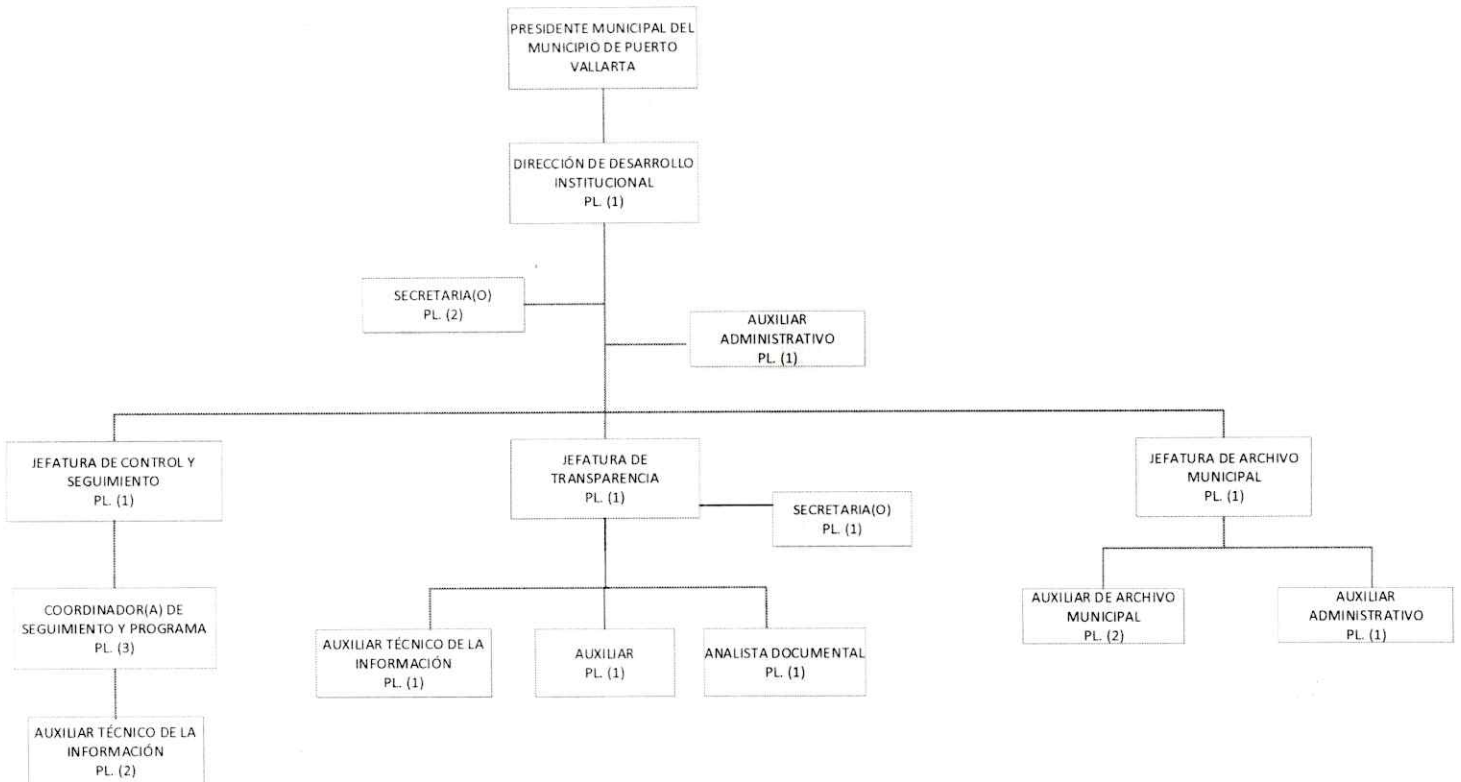 PRESIDENTE MUNICIPAL DEL
MUNICIPIO DE PUERTO
VALLARTA
DIRECCIÓN DE DESARROLLO
INSTITUCIONAL
PL. (1)
SECRETARIA(O)
PL. (2)
AUXILIAR
ADMINISTRATIVO
PL. (1)
JEFATURA DE CONTROL Y
SEGUIMIENTO
PL. (1)
JEFATURA DE
TRANSPARENCIA
PL. (1)
SECRETARIA(O)
PL. (1)
JEFATURA DE ARCHIVO
MUNICIPAL
PL. (1)
COORDINADOR(A) DE
SEGUIMIENTO Y PROGRAMA
PL. (3)
AUXILIAR TÉCNICO DE LA
INFORMACIÓN
PL. (1)
AUXILIAR
PL. (1)
ANALISTA DOCUMENTAL
PL. (1)
AUXILIAR DE ARCHIVO
MUNICIPAL
PL. (2)
AUXILIAR
ADMINISTRATIVO
PL. (1)
AUXILIAR TÉCNICO DE LA
INFORMACIÓN
PL. (2)